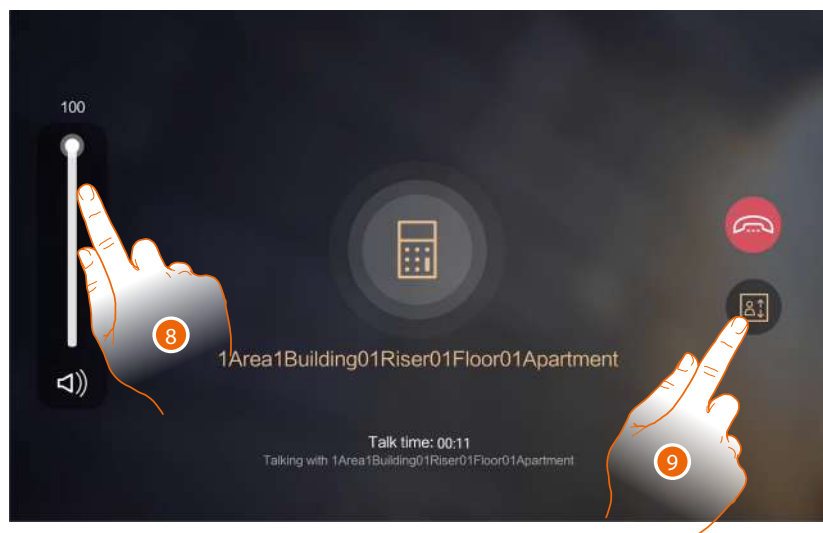 100
8
1Area1Building01Riser01Floor01Apartment
Talk time: 00:11
Talking with 1Area1Building01Riser01Floor01Apartment
9